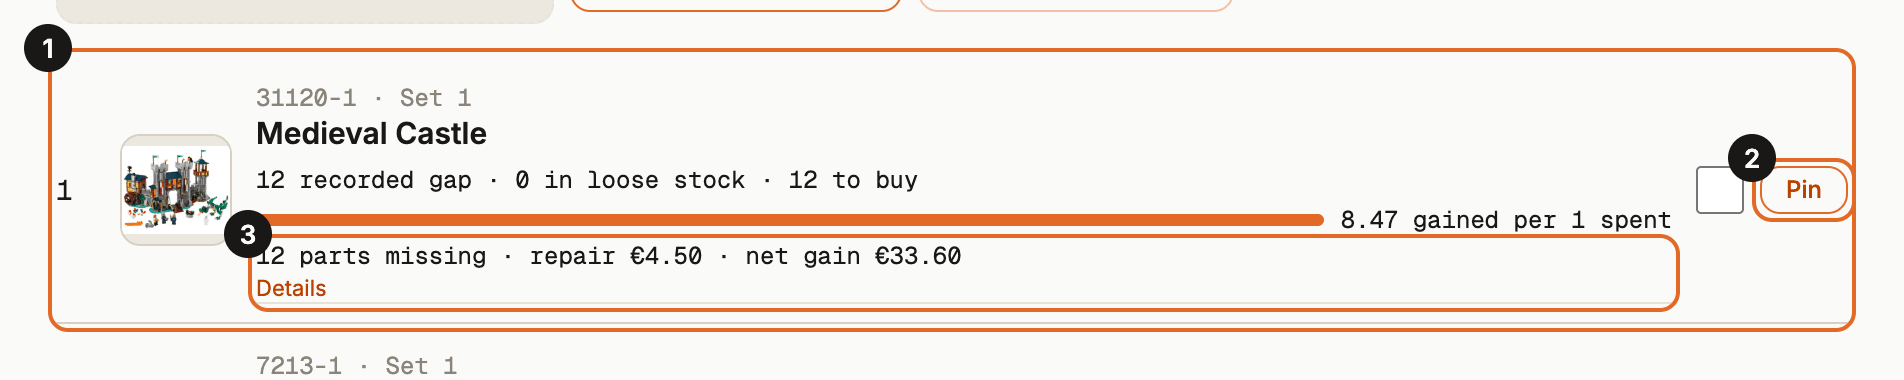 1
31120-1 · Set 1
Medieval Castle
12 recorded gap · 0 in loose stock · 12 to buy
1
2
Pin
8.47 gained per 1 spent
3
12 parts missing · repair €4.50 · net gain €33.60
Details
7213-1 · Set 1